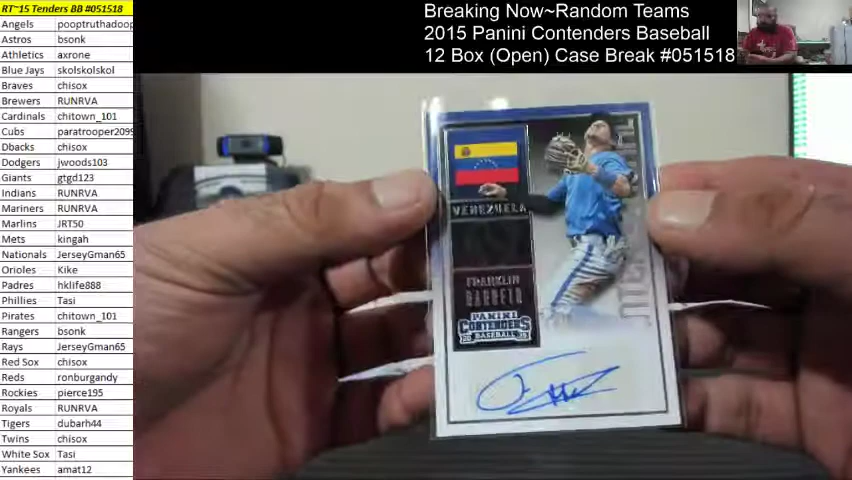 RT~15 Tenders BB #051518
Angels pooptruthadoop
Astros bsonk
Athletics axrone
Blue Jays skolskolskol
Braves chisox
Brewers RUNRVA
Cardinals chitown_101
Cubs paratrooper2099
Dbacks chisox
Dodgers jwoods103
Giants gtgd123
Indians RUNRVA
Mariners RUNRVA
Marlins JRT50
Mets kingah
Nationals JerseyGman65
Orioles Kike
Padres hklife888
Phillies Tasi
Pirates chitown_101
Rangers bsonk
Rays JerseyGman65
Red Sox chisox
Reds ronburgandy
Rockies pierce195
Royals RUNRVA
Tigers dubarh44
Twins chisox
White Sox Tasi
Yankees amat12
Breaking Now~Random Teams
2015 Panini Contenders Baseball
12 Box (Open) Case Break #051518
VENEZUELA
FRANKLIN
BARRETO
PANINI
CONTENDERS
BASEBALL